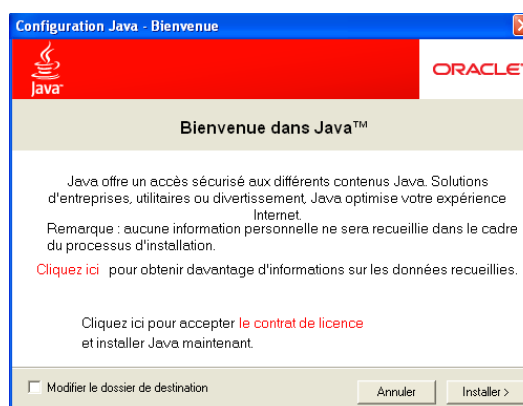 Configuration Java - Bienvenue
Java
ORACLE
Bienvenue dans Java™
Java offre un accès sécurisé aux différents contenus Java. Solutions
d'entreprises, utilitaires ou divertissement, Java optimise votre expérience
Internet.
Remarque : aucune information personnelle ne sera recueillie dans le cadre
du processus d'installation.
Cliquez ici pour obtenir davantage d'informations sur les données recueillies.
Cliquez ici pour accepter le contrat de licence
et installer Java maintenant.
Modifier le dossier de destination
Annuler
Installer >